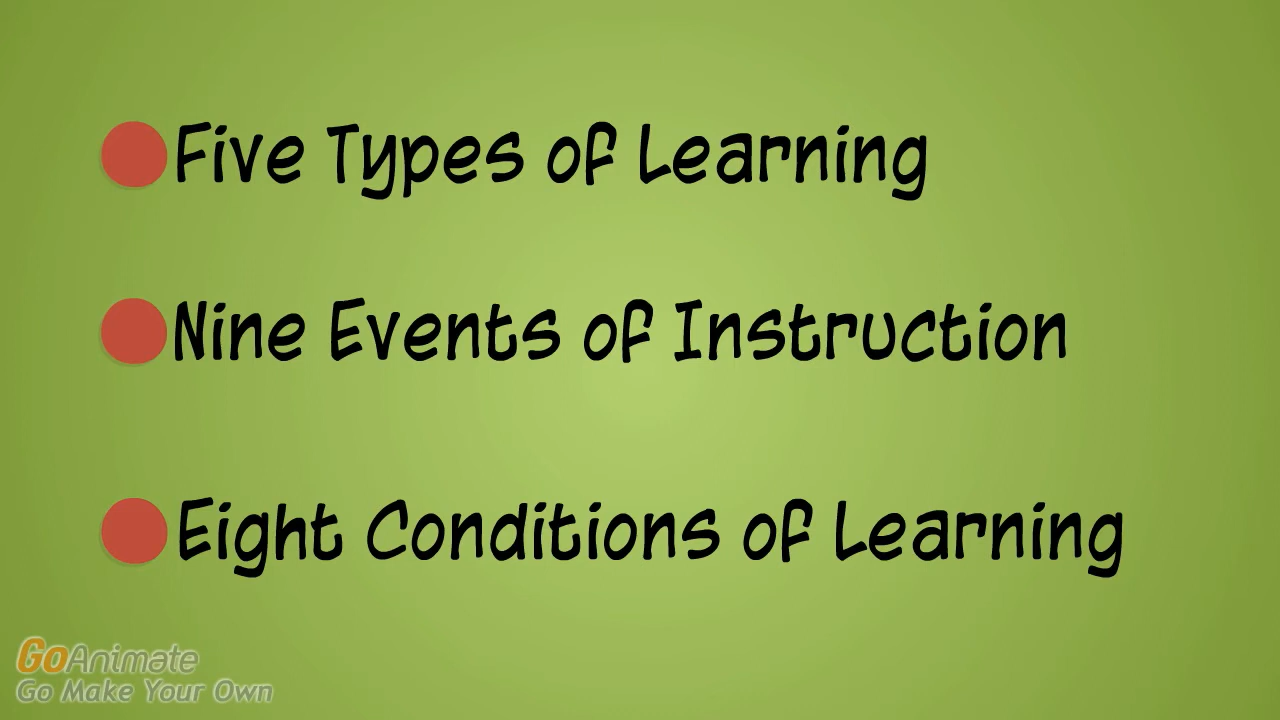 Five Types of Learning
Nine Events of Instruction
Eight Conditions of Learning
GoAnimate
Go Make Your Own